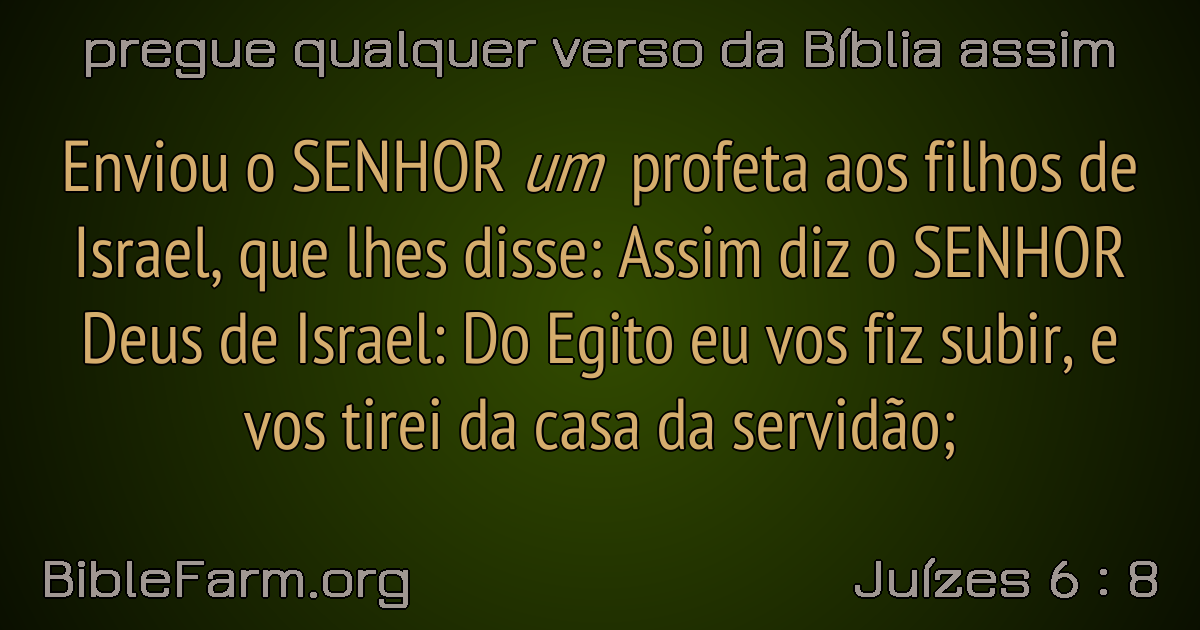 pregue qualquer verso da Bíblia assim
Enviou o SENHOR um profeta aos filhos de
Israel, que lhes disse: Assim diz o SENHOR
Deus de Israel: Do Egito eu vos fiz subir, e
vos tirei da casa da servidão;
BibleFarm.org
Juízes 6 : 8